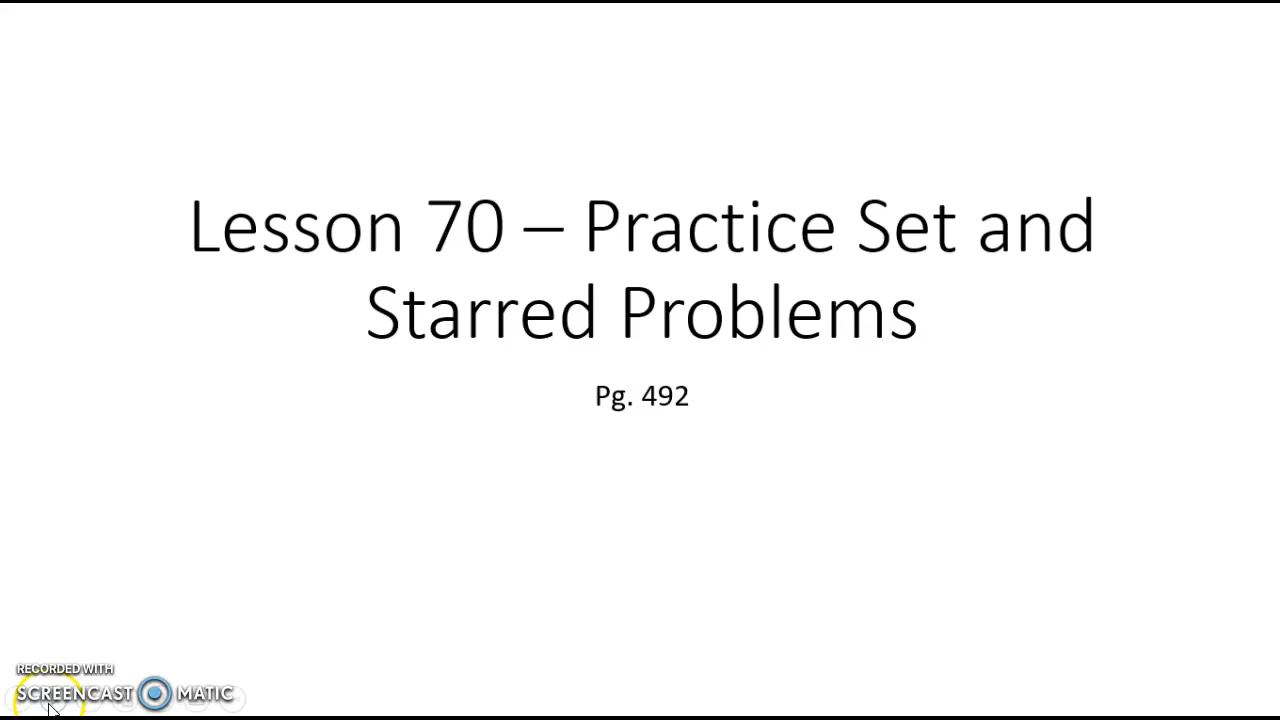 Lesson 70 – Practice Set and
Starred Problems
Pg. 492
RECORDED WITH
SCREENCAST MATIC